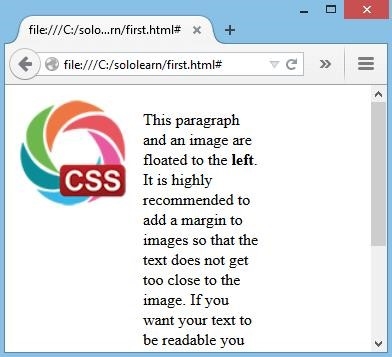 file:///C:/solo...rn/first.html#
file:///C:/sololearn/first.html#
CSS
This paragraph
and an image are
floated to the left.
It is highly
recommended to
add a margin to
images so that the
text does not get
too close to the
image. If you
want your text to
be readable you